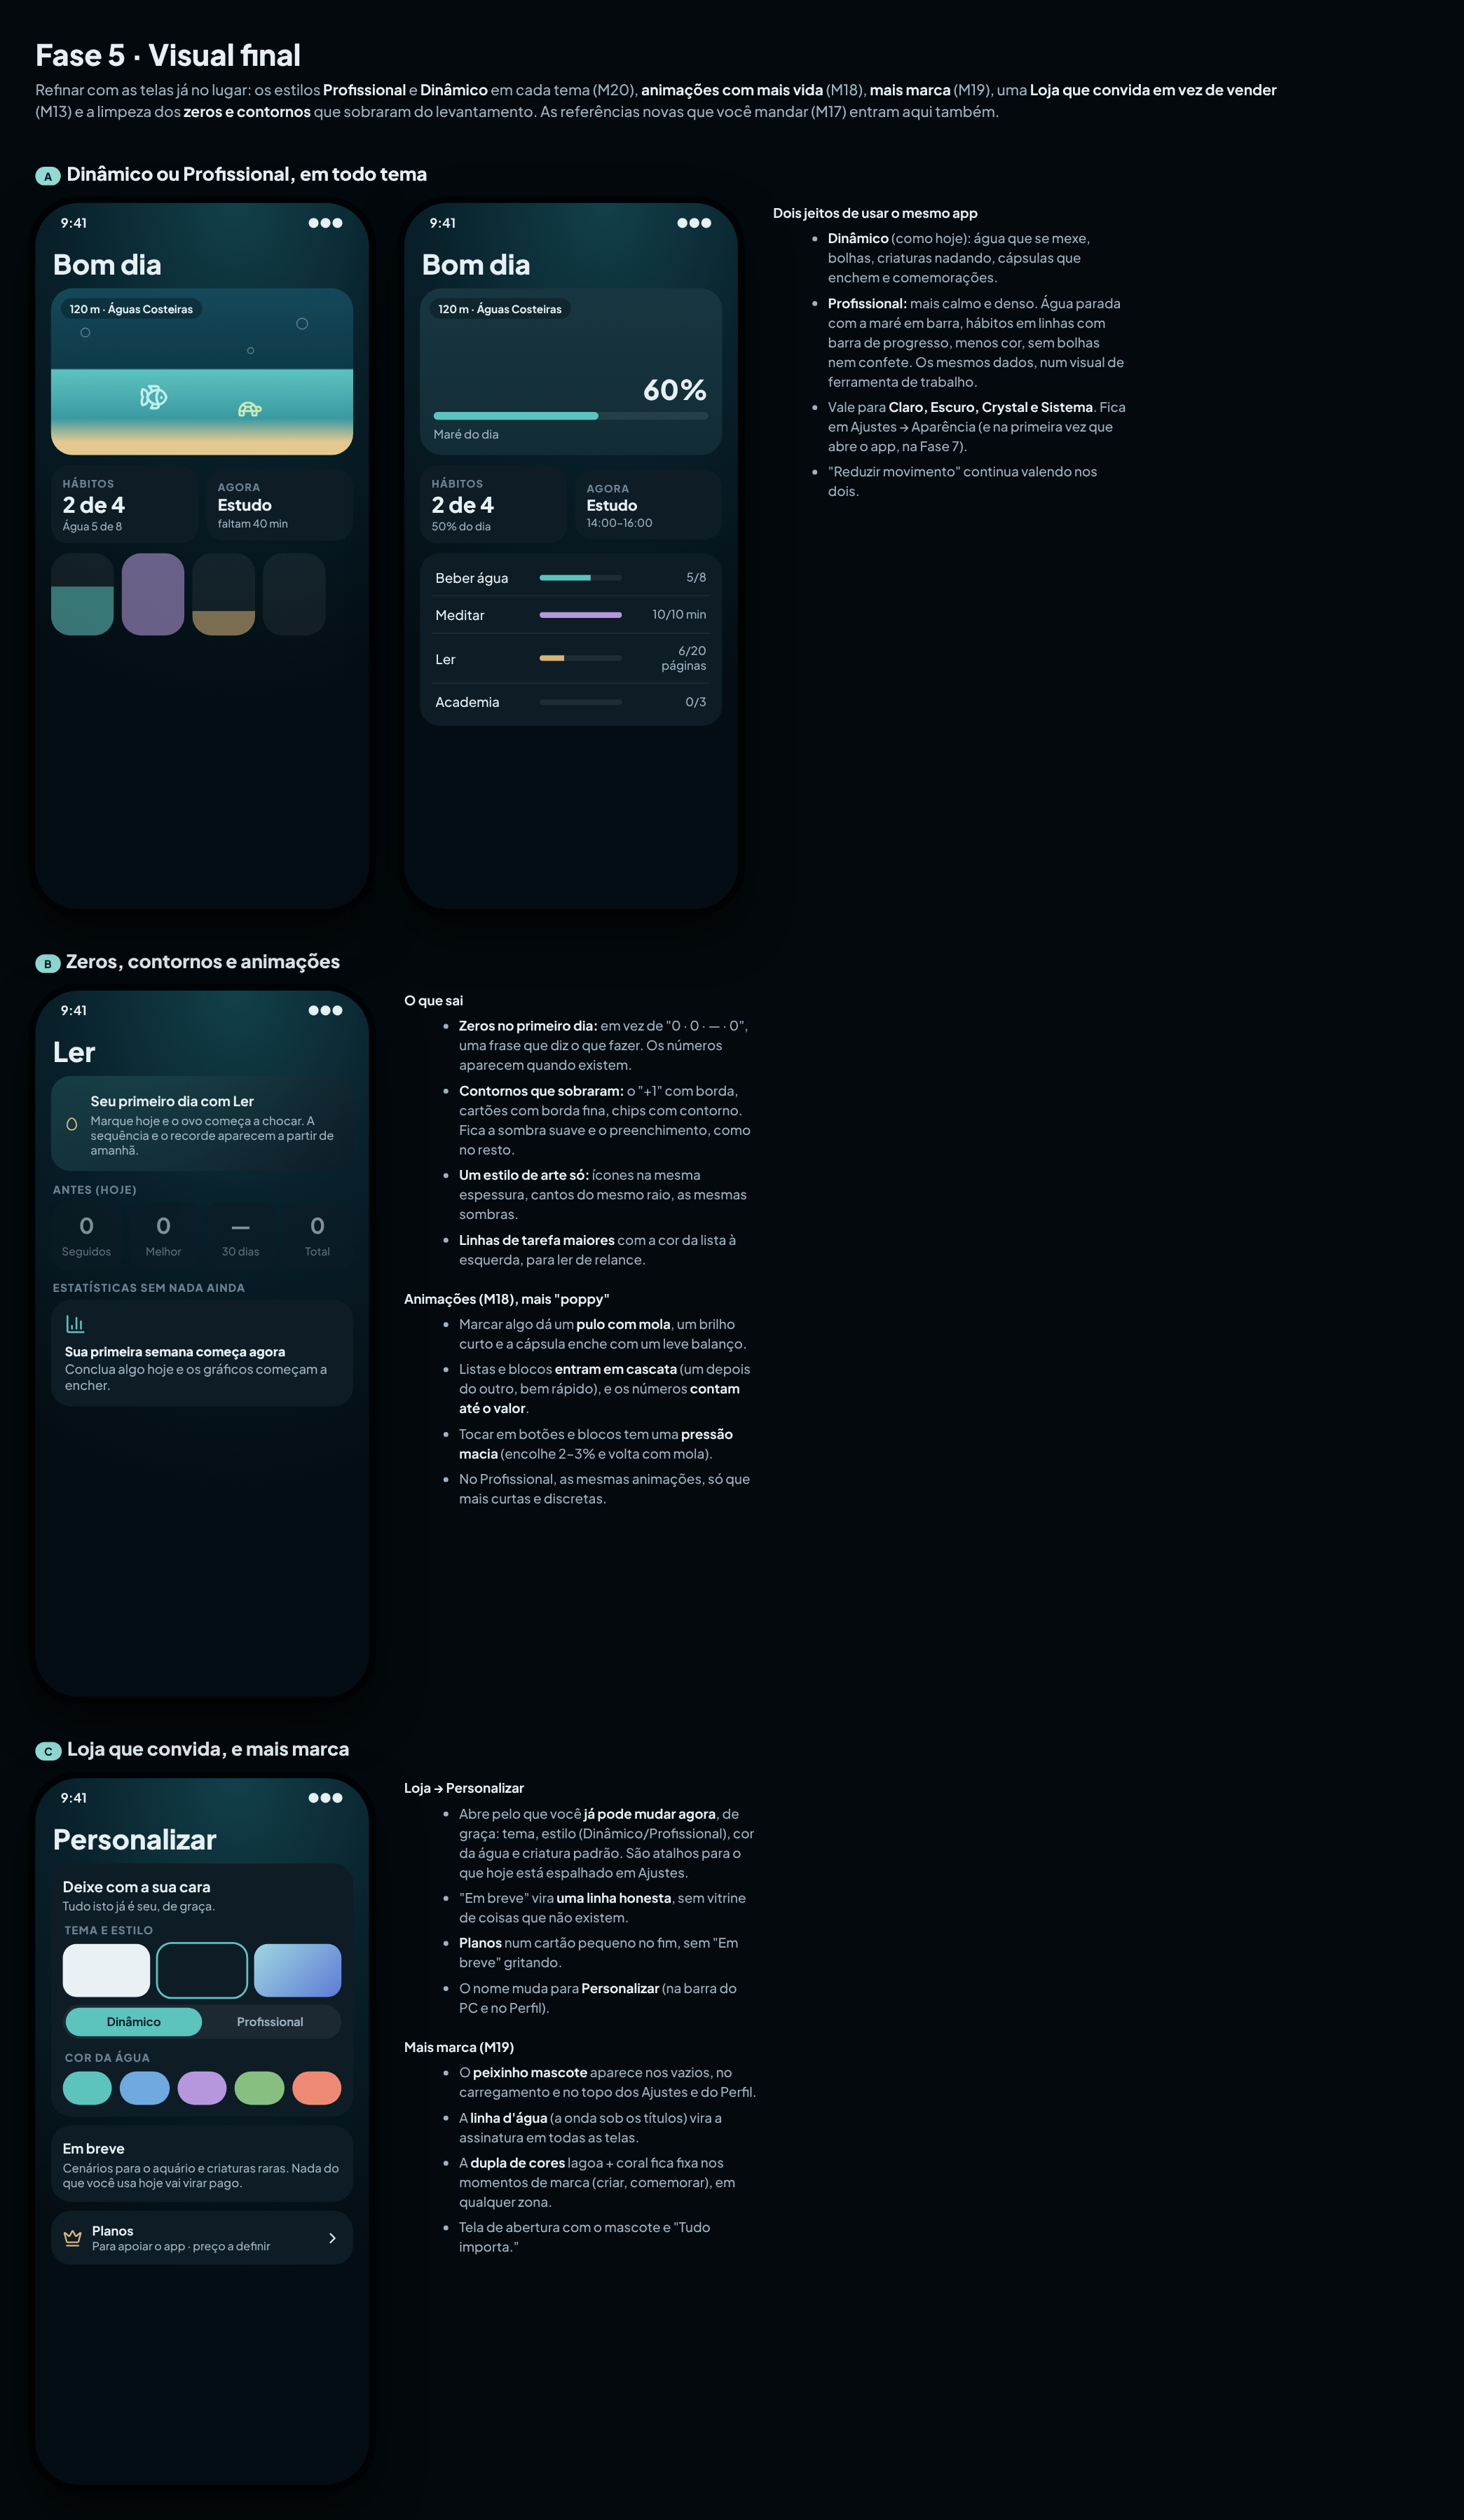 Fase 5 · Visual final
Refinar com as telas já no lugar: os estilos Profissional e Dinâmico em cada tema (M20), animações com mais vida (M18), mais marca (M19), uma Loja que convida em vez de vender
(M13) e a limpeza dos zeros e contornos que sobraram do levantamento. As referências novas que você mandar (M17) entram aqui também.
A Dinâmico ou Profissional, em todo tema
9:41
Bom dia
120 m · Águas Costeiras
HÁBITOS
2 de 4
Água 5 de 8
AGORA
Estudo
faltam 40 min
9:41
Bom dia
120 m · Águas Costeiras
60%
Maré do dia
HÁBITOS
2 de 4
50% do dia
AGORA
Estudo
14:00–16:00
Beber água 5/8
Meditar 10/10 min
Ler 6/20
páginas
Academia 0/3
Dois jeitos de usar o mesmo app
• Dinâmico (como hoje): água que se mexe,
bolhas, criaturas nadando, cápsulas que
enchem e comemorações.
• Profissional: mais calmo e denso. Água parada
com a maré em barra, hábitos em linhas com
barra de progresso, menos cor, sem bolhas
nem confete. Os mesmos dados, num visual de
ferramenta de trabalho.
• Vale para Claro, Escuro, Crystal e Sistema. Fica
em Ajustes → Aparência (e na primeira vez que
abre o app, na Fase 7).
• "Reduzir movimento" continua valendo nos
dois.
B Zeros, contornos e animações
9:41
Ler
Seu primeiro dia com Ler
Marque hoje e o ovo começa a chocar. A
sequência e o recorde aparecem a partir de
amanhã.
ANTES (HOJE)
0 0 — 0
Seguidos Melhor 30 dias Total
ESTATÍSTICAS SEM NADA AINDA
Sua primeira semana começa agora
Conclua algo hoje e os gráficos começam a
encher.
O que sai
• Zeros no primeiro dia: em vez de "0 · 0 · — · 0",
uma frase que diz o que fazer. Os números
aparecem quando existem.
• Contornos que sobraram: o "+1" com borda,
cartões com borda fina, chips com contorno.
Fica a sombra suave e o preenchimento, como
no resto.
• Um estilo de arte só: ícones na mesma
espessura, cantos do mesmo raio, as mesmas
sombras.
• Linhas de tarefa maiores com a cor da lista à
esquerda, para ler de relance.
Animações (M18), mais "poppy"
• Marcar algo dá um pulo com mola, um brilho
curto e a cápsula enche com um leve balanço.
• Listas e blocos entram em cascata (um depois
do outro, bem rápido), e os números contam
até o valor.
• Tocar em botões e blocos tem uma pressão
macia (encolhe 2–3% e volta com mola).
• No Profissional, as mesmas animações, só que
mais curtas e discretas.
C Loja que convida, e mais marca
9:41
Personalizar
Deixe com a sua cara
Tudo isto já é seu, de graça.
TEMA E ESTILO
Dinâmico Profissional
COR DA ÁGUA
Em breve
Cenários para o aquário e criaturas raras. Nada do
que você usa hoje vai virar pago.
Planos
Para apoiar o app · preço a definir
Loja → Personalizar
• Abre pelo que você já pode mudar agora, de
graça: tema, estilo (Dinâmico/Profissional), cor
da água e criatura padrão. São atalhos para o
que hoje está espalhado em Ajustes.
• "Em breve" vira uma linha honesta, sem vitrine
de coisas que não existem.
• Planos num cartão pequeno no fim, sem "Em
breve" gritando.
• O nome muda para Personalizar (na barra do
PC e no Perfil).
Mais marca (M19)
• O peixinho mascote aparece nos vazios, no
carregamento e no topo dos Ajustes e do Perfil.
• A linha d'água (a onda sob os títulos) vira a
assinatura em todas as telas.
• A dupla de cores lagoa + coral fica fixa nos
momentos de marca (criar, comemorar), em
qualquer zona.
• Tela de abertura com o mascote e "Tudo
importa."